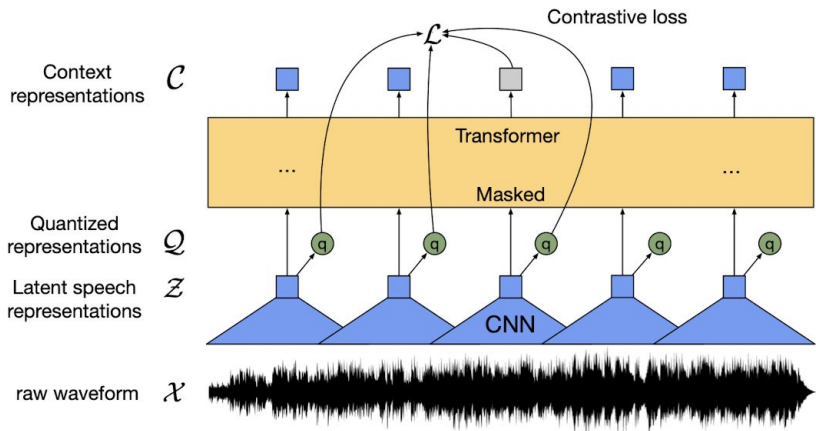 Contrastive loss
ℒ
Context
representations
𝒞
Transformer
...
...
Masked
Quantized
representations
𝒬
q
q
q
q
q
Latent speech
representations
𝒵
CNN
raw waveform
𝒳